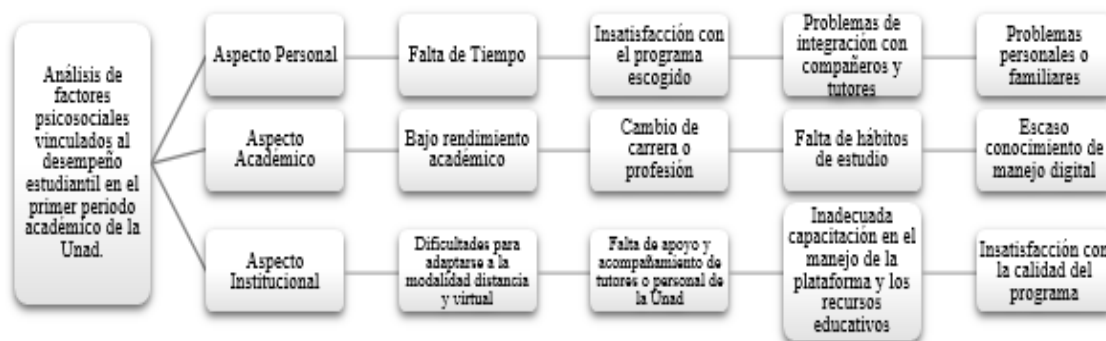 Análisis de
factores
psicosociales
vinculados al
desempeño
estudiantil en el
primer periodo
académico de la
Unad.
Aspecto Personal
Falta de Tiempo
Insatisfacción con
el programa
escogido
Problemas de
integración con
compañeros y
tutores
Problemas
personales o
familiares
Aspecto
Académico
Bajo rendimiento
académico
Cambio de
carrera o
profesión
Falta de hábitos
de estudio
Escaso
conocimiento de
manejo digital
Aspecto
Institucional
Dificultades para
adaptarse a la
modalidad distancia
y virtual
Falta de apoyo y
acompañamiento de
tutores o personal de
la Unad
Inadecuada
capacitación en el
manejo de la
plataforma y los
recursos
educativos
Insatisfacción con
la calidad del
programa